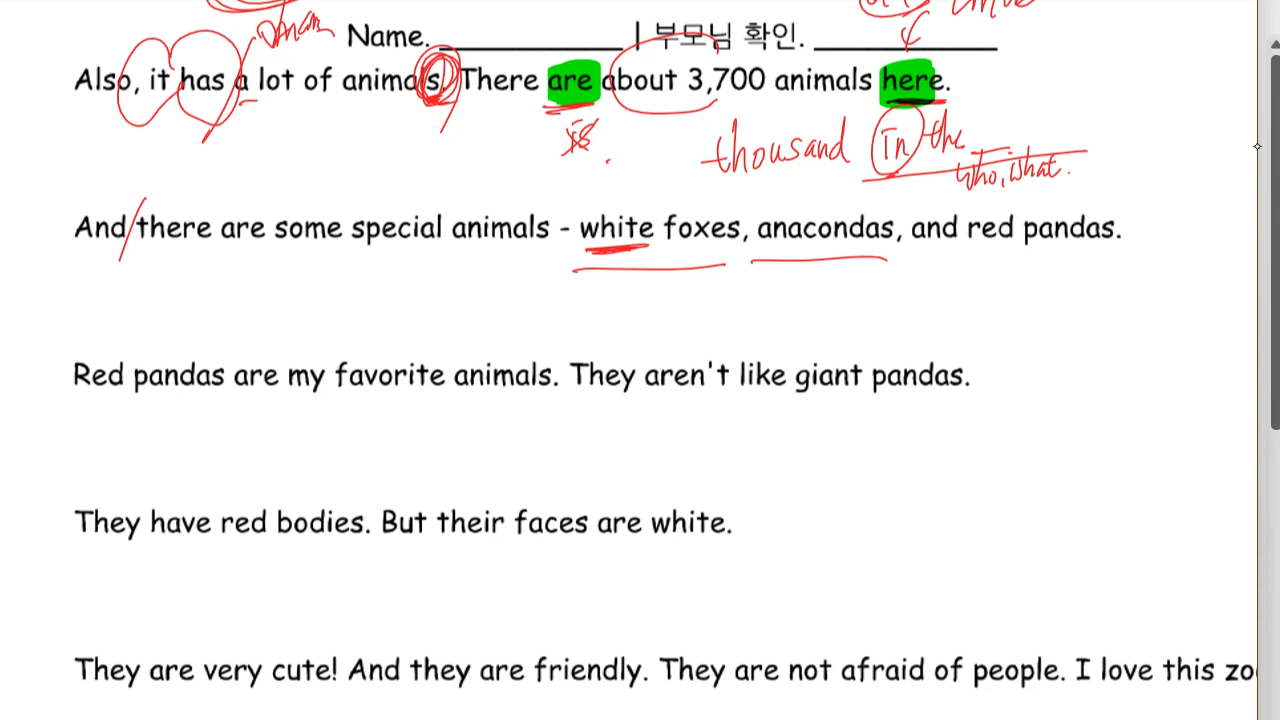 Name. ____________ | 부모님 확인. ____________
Also, it has a lot of animals. There are about 3,700 animals here.
is
thousand in the
who, what.
And there are some special animals - white foxes, anacondas, and red pandas.
Red pandas are my favorite animals. They aren't like giant pandas.
They have red bodies. But their faces are white.
They are very cute! And they are friendly. They are not afraid of people. I love this zo